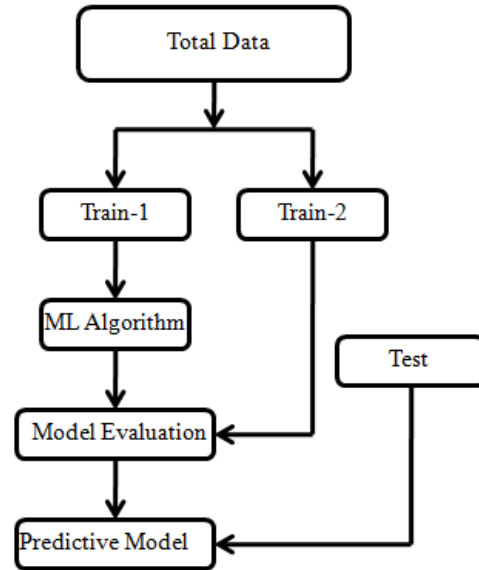 Total Data
Train-1
Train-2
ML Algorithm
Test
Model Evaluation
Predictive Model